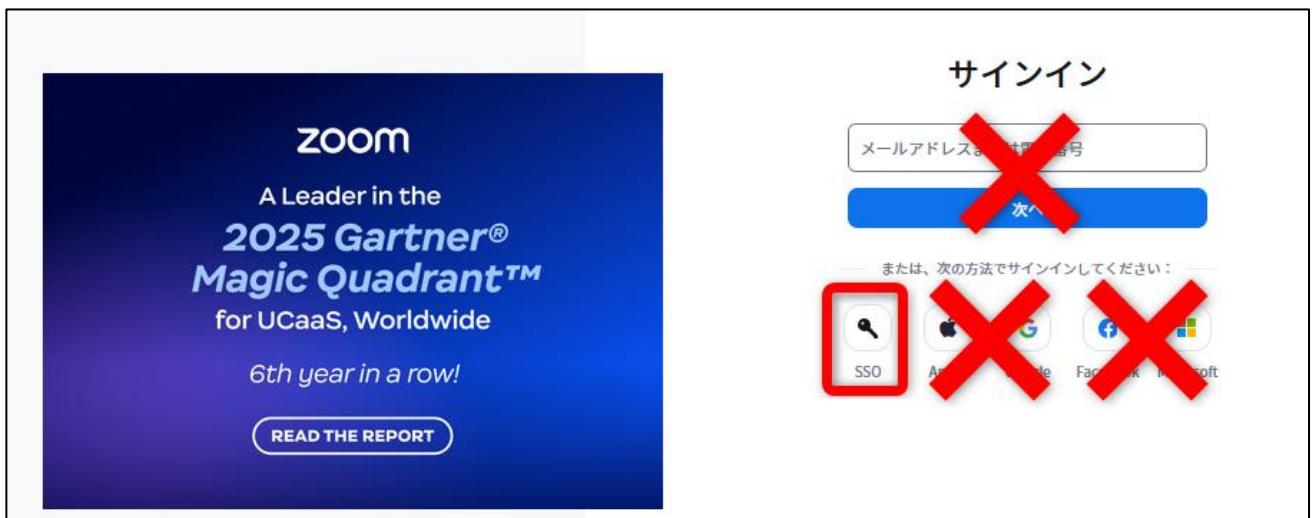 zoom
A Leader in the
2025 Gartner®
Magic Quadrant™
for UCaaS, Worldwide
6th year in a row!
READ THE REPORT
サインイン
メールアドレス 番号
次へ
または、次の方法でサインインしてください：
SSO